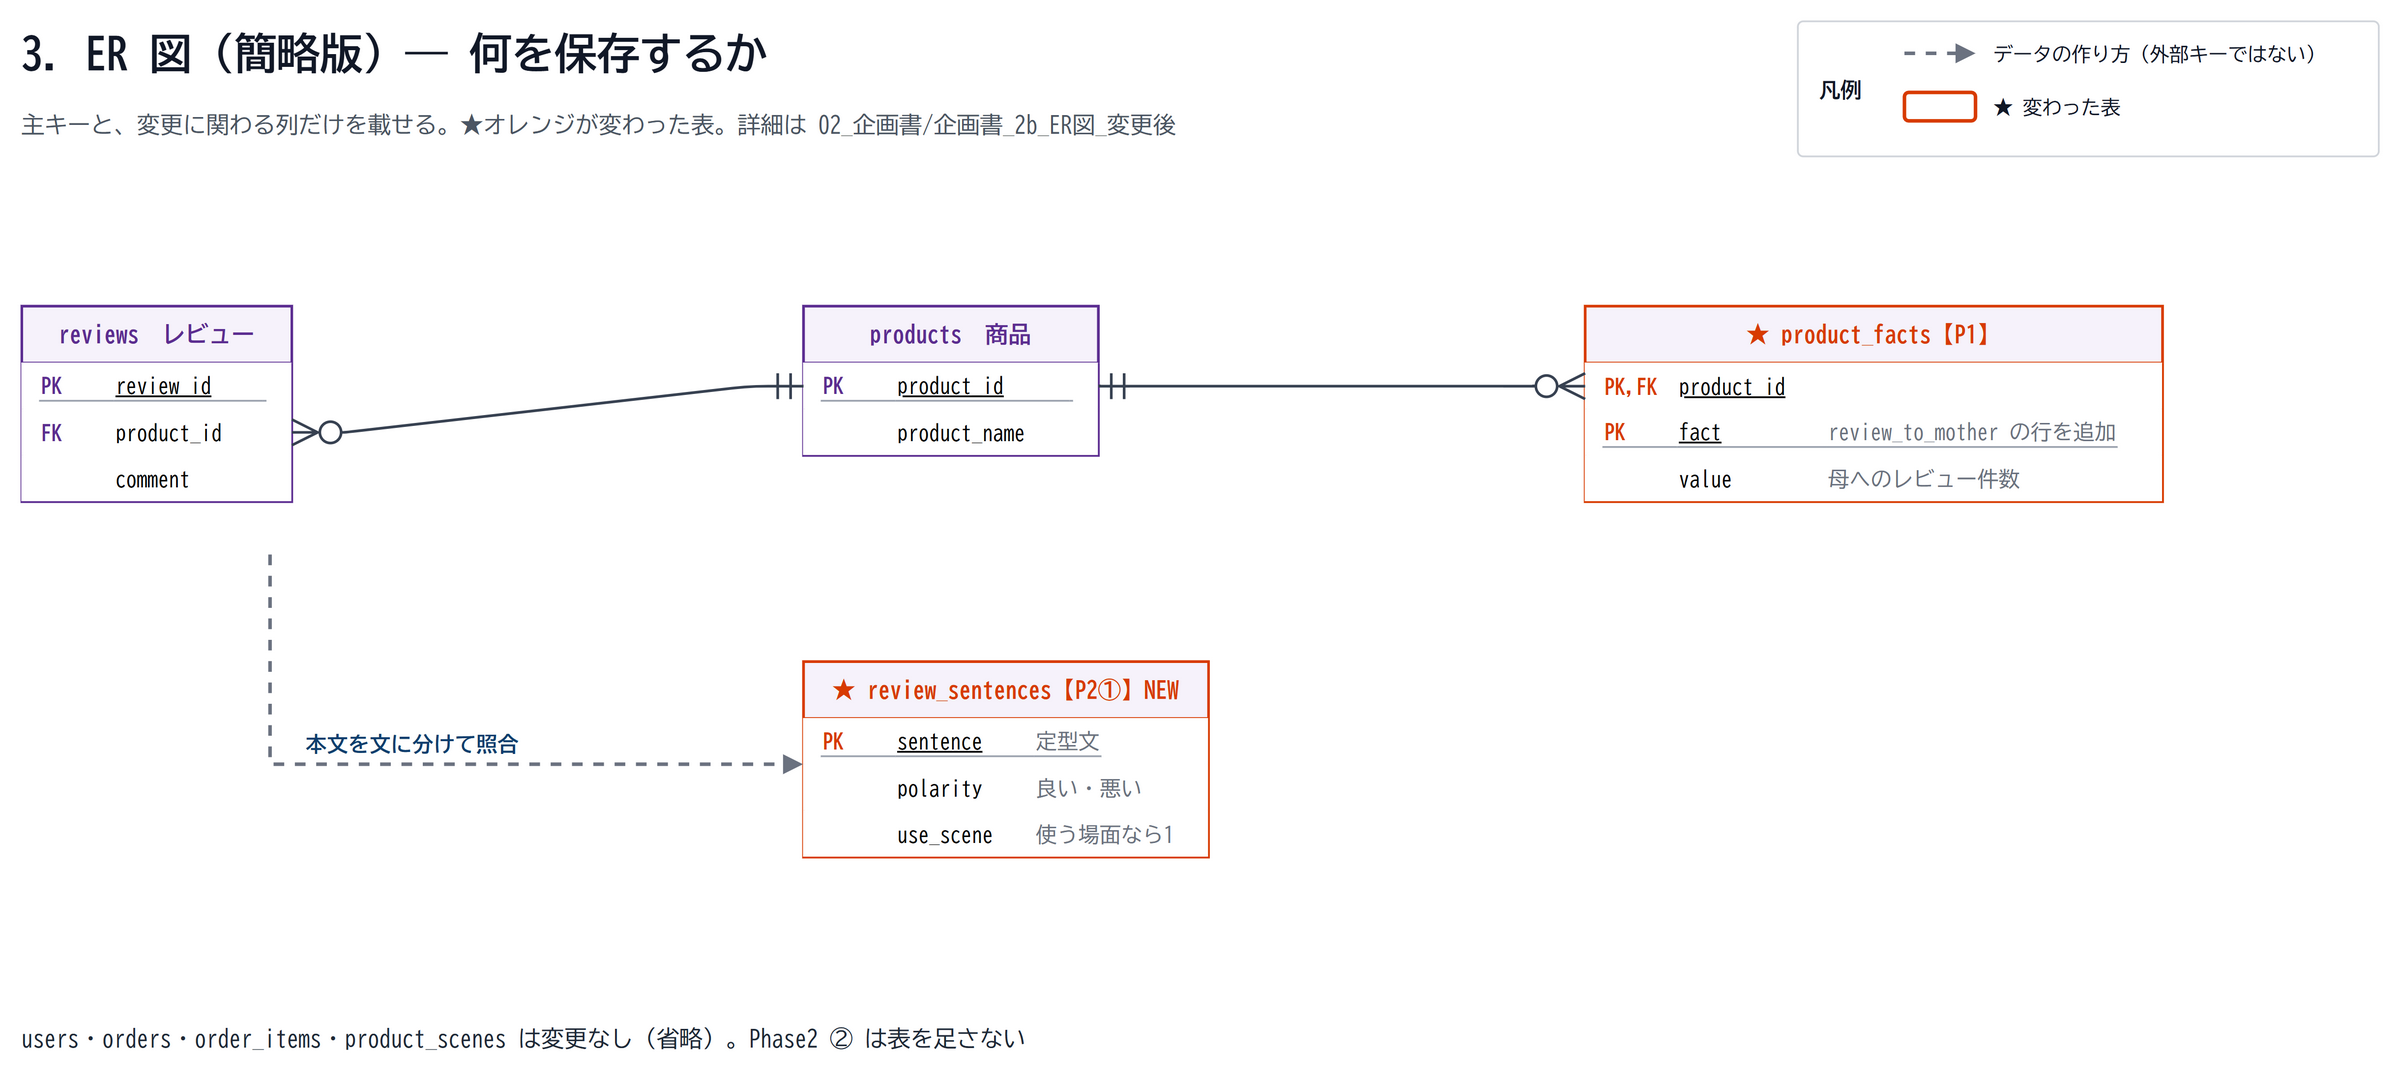 3. ER 図（簡略版）— 何を保存するか
主キーと、変更に関わる列だけを載せる。★オレンジが変わった表。詳細は 02_企画書/企画書_2b_ER図_変更後
凡例
データの作り方（外部キーではない）
★ 変わった表
reviews レビュー
PK review_id
FK product_id
comment
products 商品
PK product_id
product_name
★ product_facts【P1】
PK,FK product_id
PK fact review_to_mother の行を追加
value 母へのレビュー件数
本文を文に分けて照合
★ review_sentences【P2①】NEW
PK sentence 定型文
polarity 良い・悪い
use_scene 使う場面なら1
users・orders・order_items・product_scenes は変更なし（省略）。Phase2 ② は表を足さない